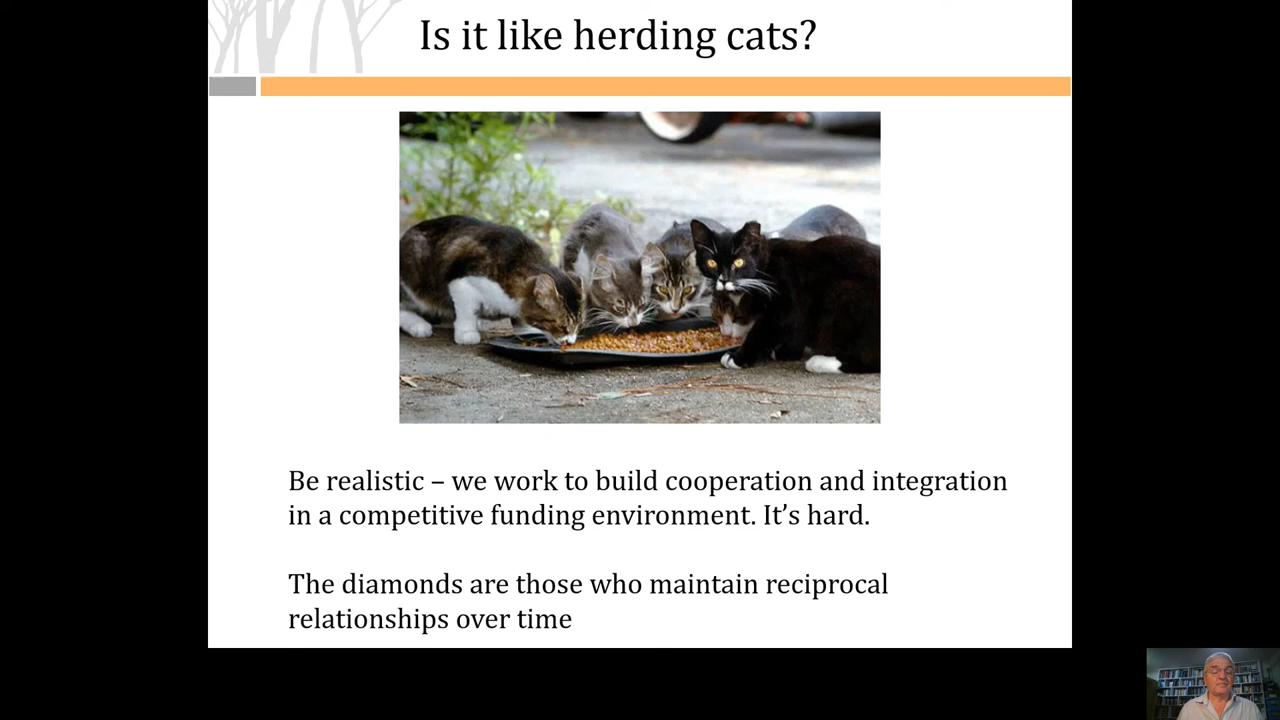 Is it like herding cats?
Be realistic – we work to build cooperation and integration
in a competitive funding environment. It’s hard.
The diamonds are those who maintain reciprocal
relationships over time